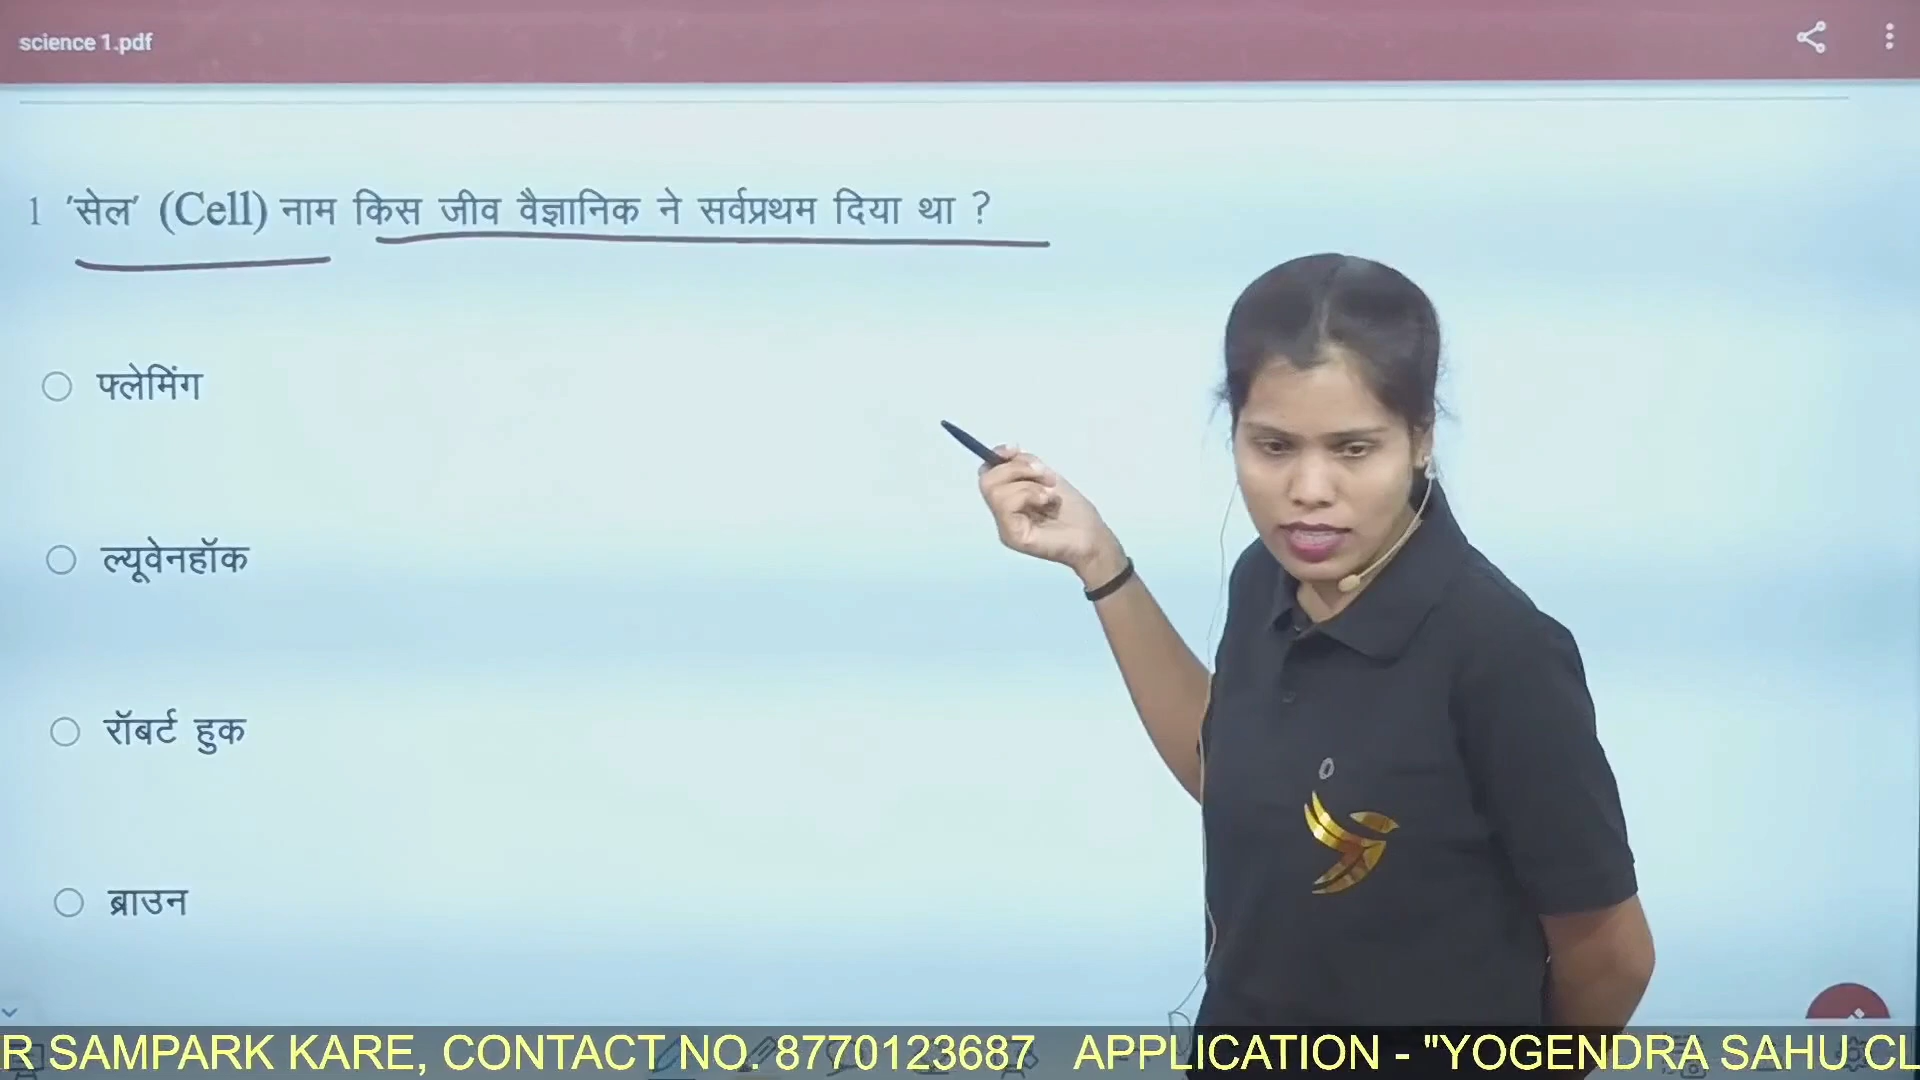 science 1.pdf
1 'सेल' (Cell) नाम किस जीव वैज्ञानिक ने सर्वप्रथम दिया था ?
फ्लेमिंग
ल्यूवेनहॉक
रॉबर्ट हुक
ब्राउन
R SAMPARK KARE, CONTACT NO. 8770123687 APPLICATION - "YOGENDRA SAHU CL